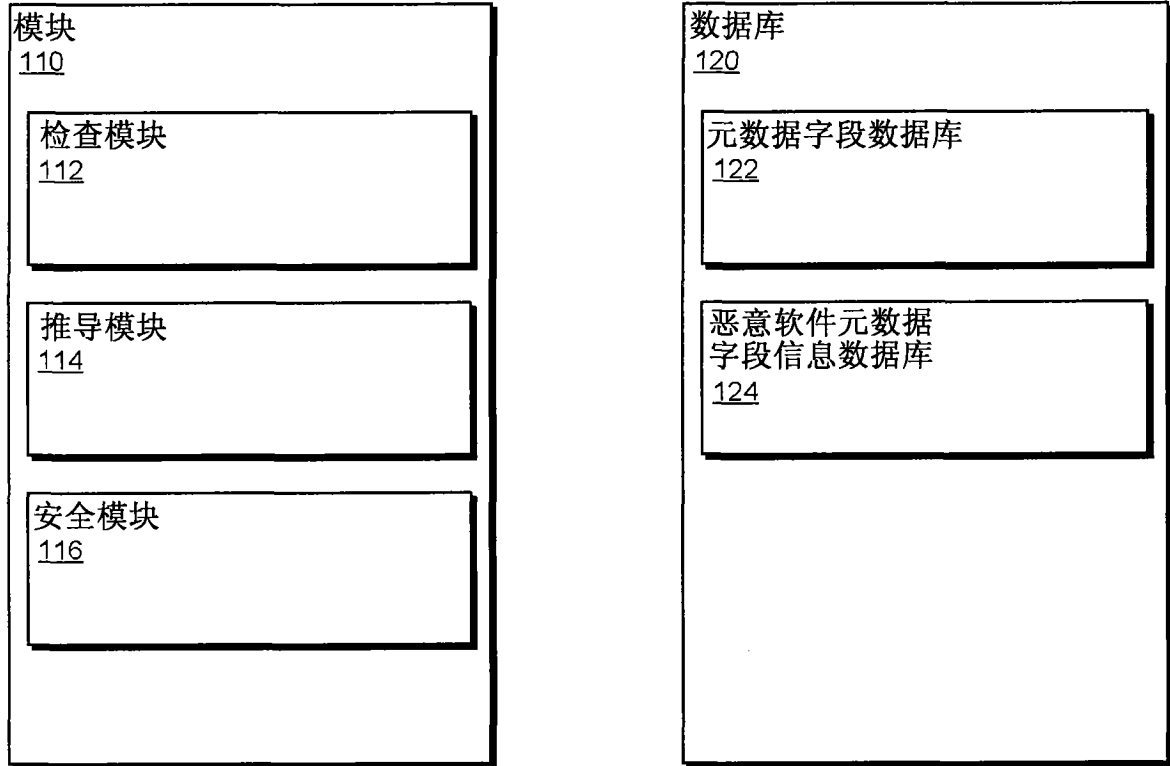 模块
110
检查模块
112
推导模块
114
安全模块
116
数据库
120
元数据字段数据库
122
恶意软件元数据
字段信息数据库
124